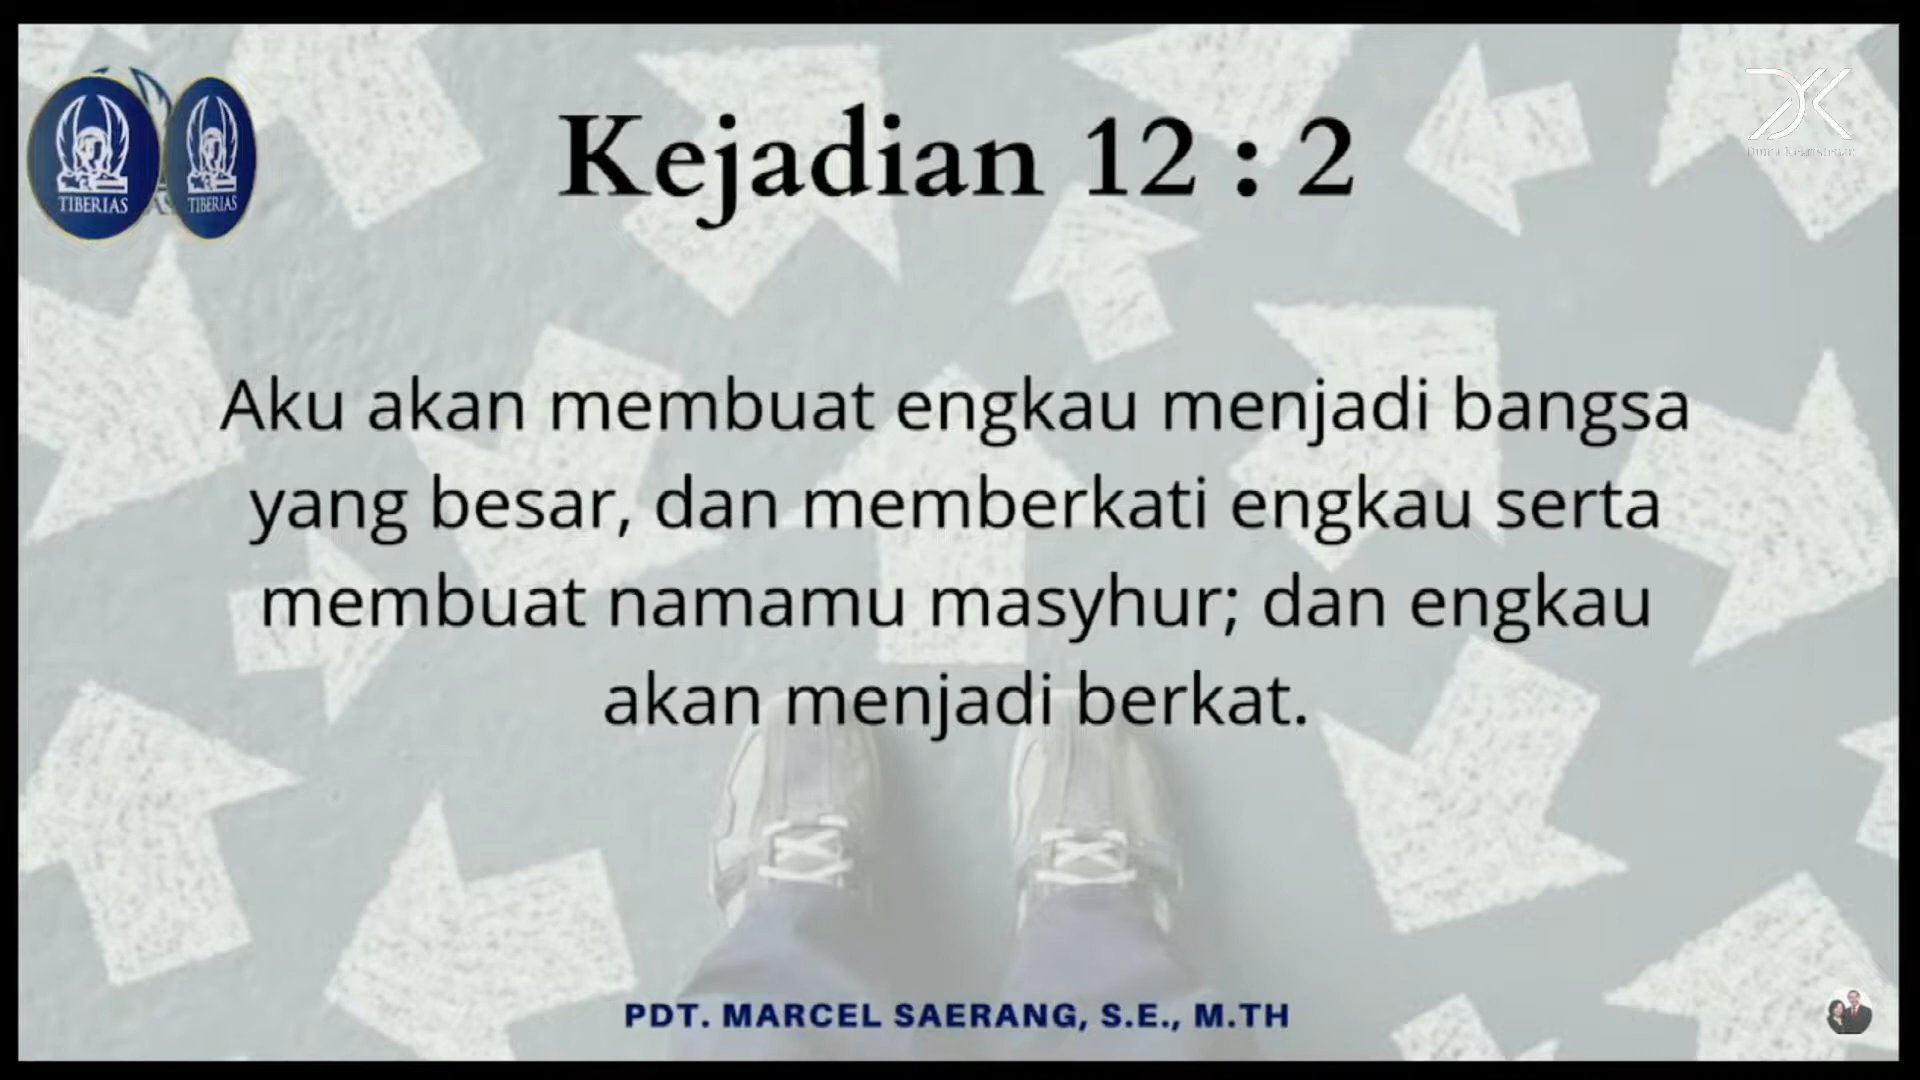 TIBERIAS
TIBERIAS
Kejadian 12 : 2
Aku akan membuat engkau menjadi bangsa
yang besar, dan memberkati engkau serta
membuat namamu masyhur; dan engkau
akan menjadi berkat.
PDT. MARCEL SAERANG, S.E., M.TH